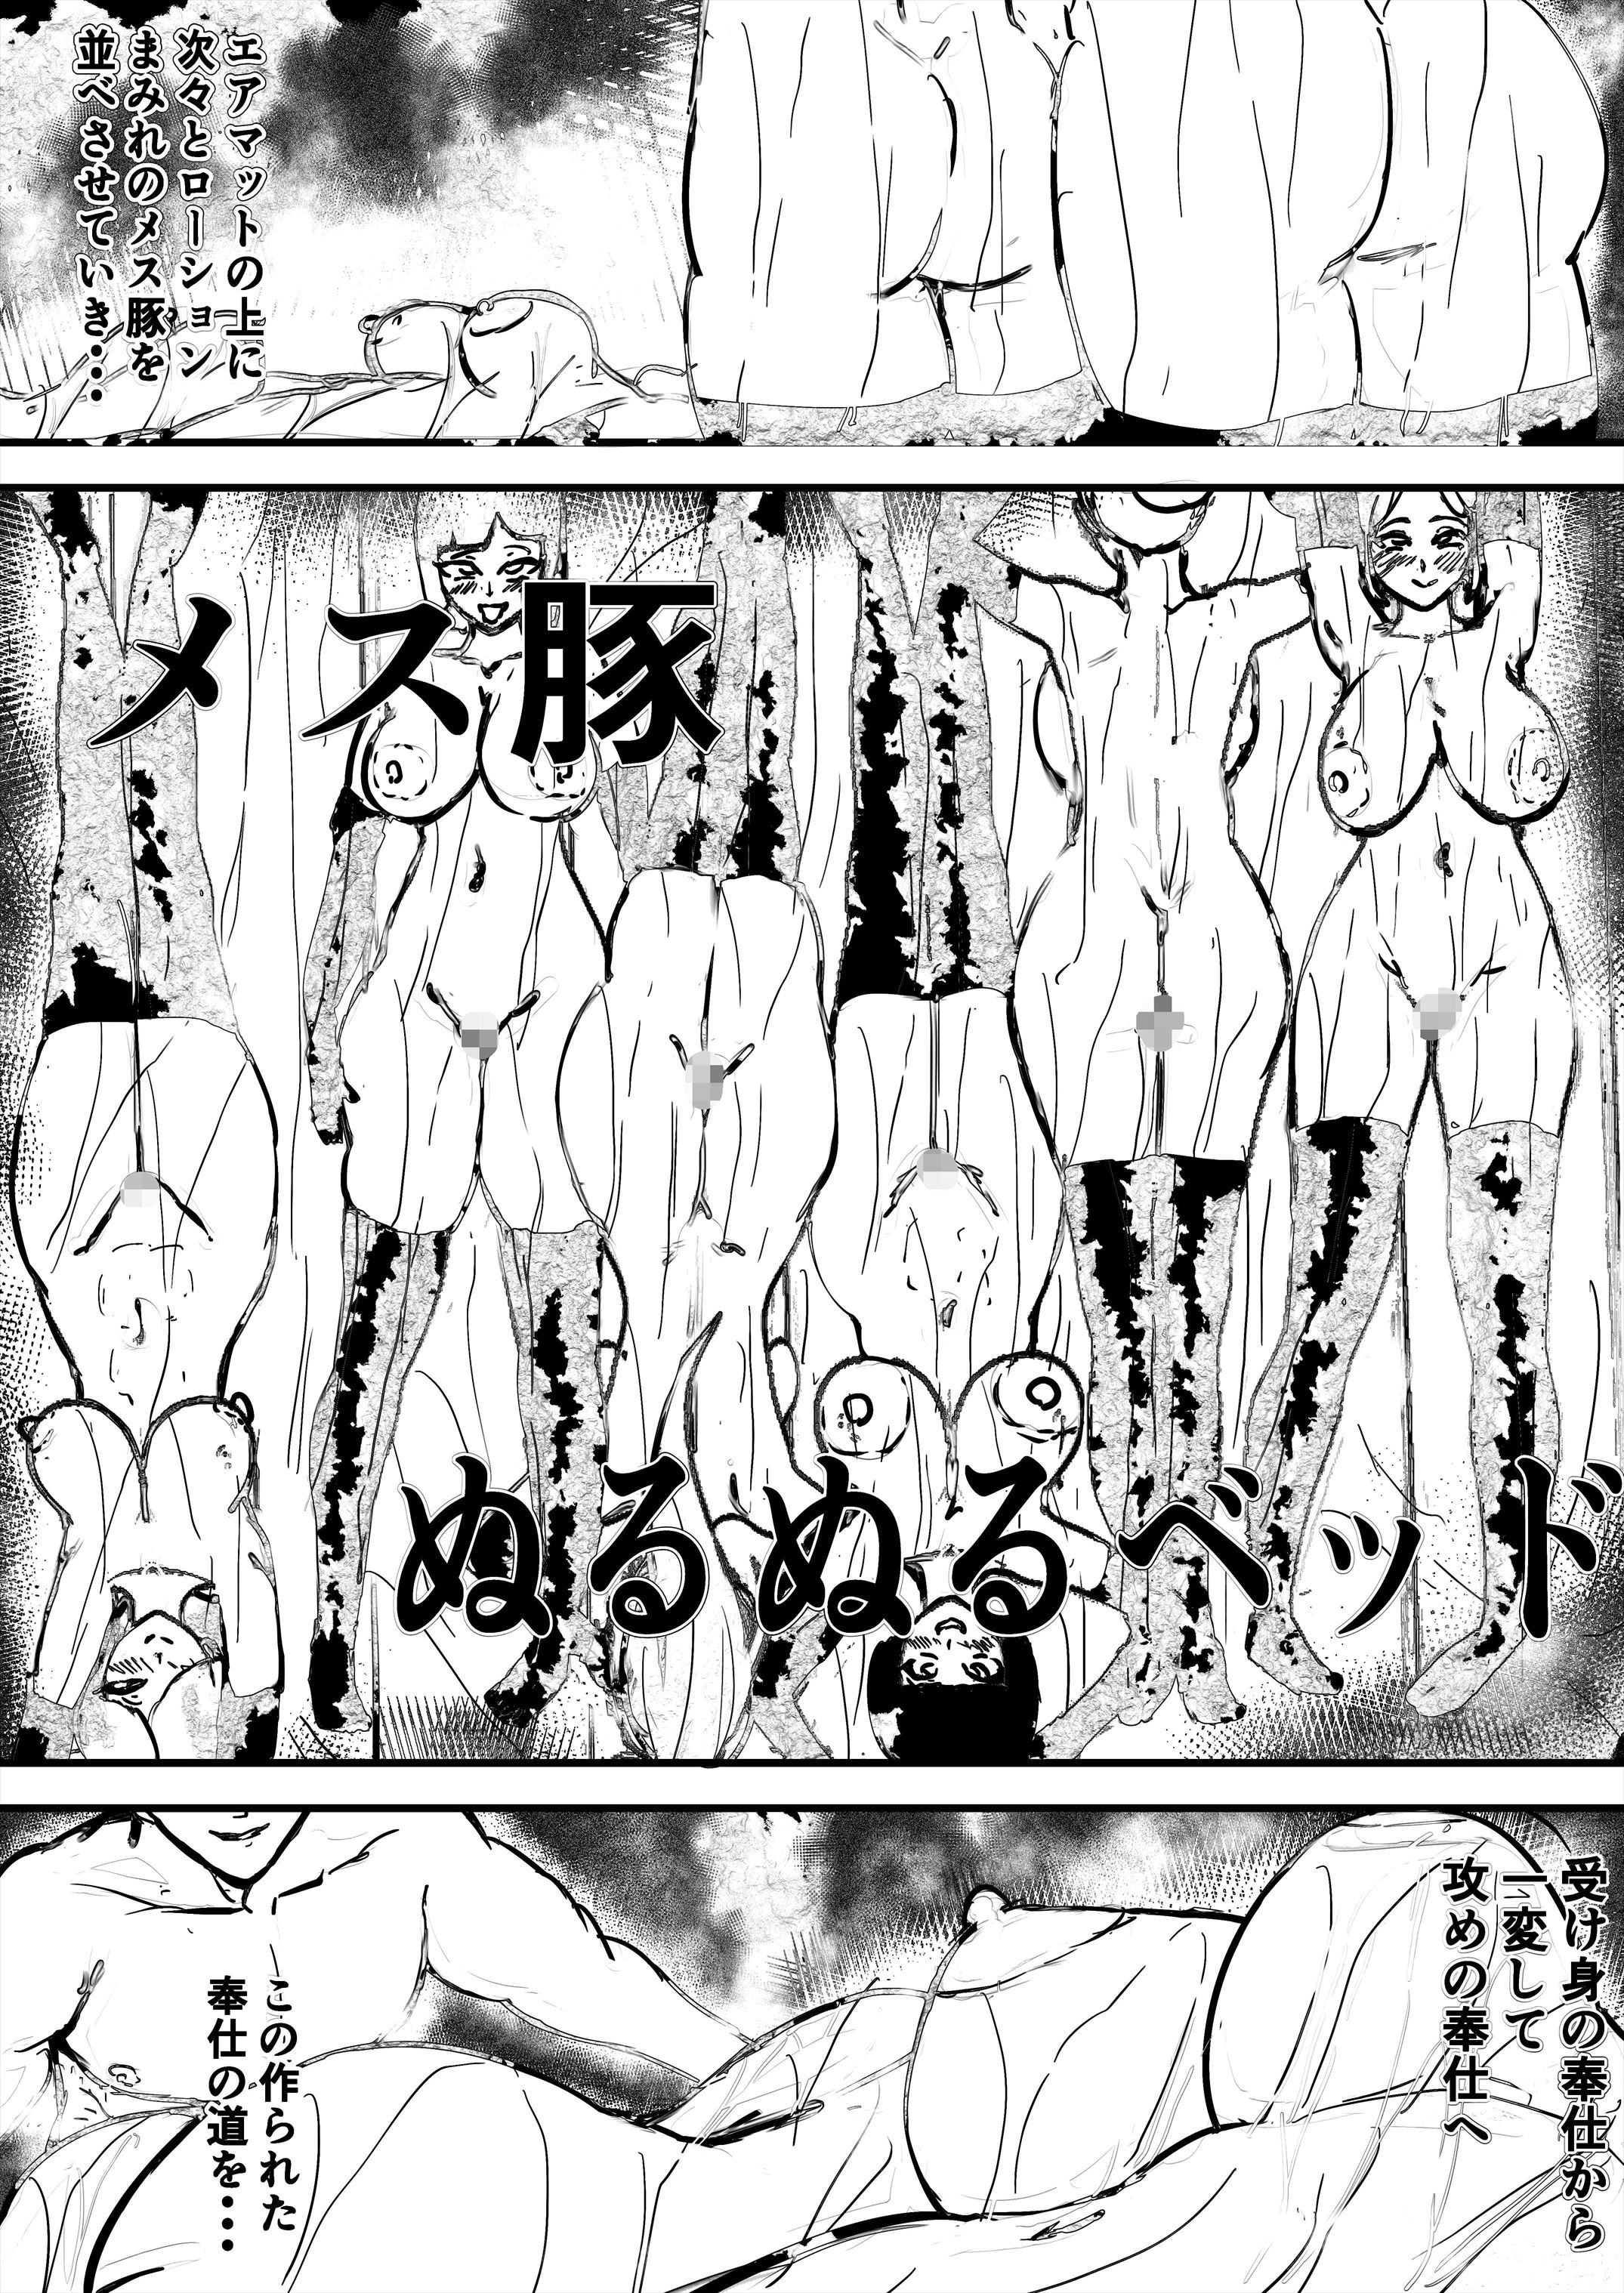 エアマットの上に
次々とローション
まみれのメス豚を
並べさせていき・・・
メス豚
ぬるぬるベッド
受け身の奉仕から
一変して
攻めの奉仕へ
この作られた
奉仕の道を・・・